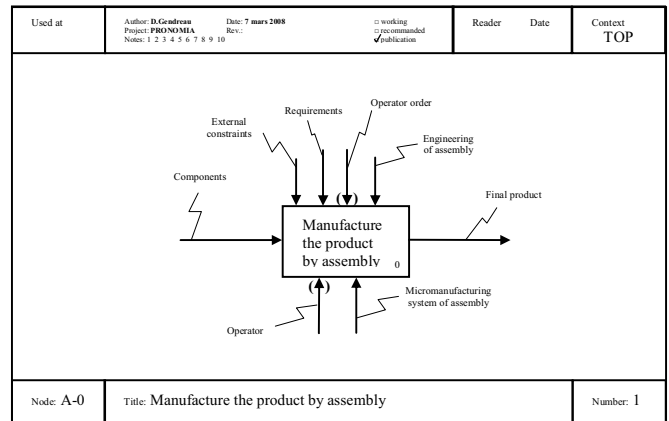 Used at
Author: D.Gendreau Date: 7 mars 2008
Project: PRONOMIA Rev.:
Notes: 1 2 3 4 5 6 7 8 9 10
□ working
□ recommanded
□ publication
Reader Date
Context
TOP
External
constraints
Requirements
Operator order
Engineering
of assembly
Components
Final product
( )
Manufacture
the product
by assembly 0
( )
Micromanufacturing
system of assembly
Operator
Node: A-0
Title: Manufacture the product by assembly
Number: 1